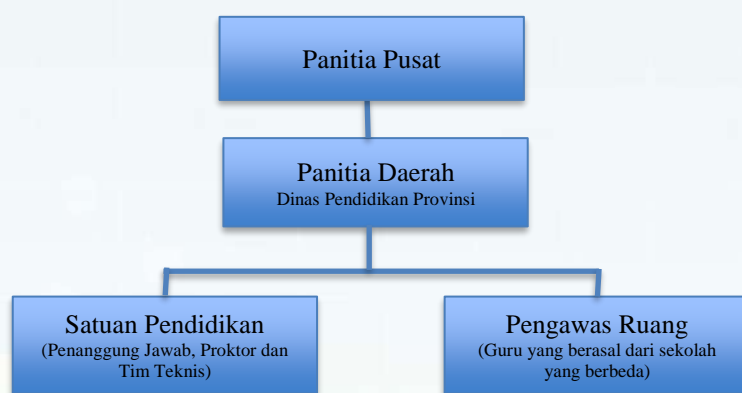 Panitia Pusat
Panitia Daerah
Dinas Pendidikan Provinsi
Satuan Pendidikan
(Penanggung Jawab, Proktor dan
Tim Teknis)
Pengawas Ruang
(Guru yang berasal dari sekolah
yang berbeda)